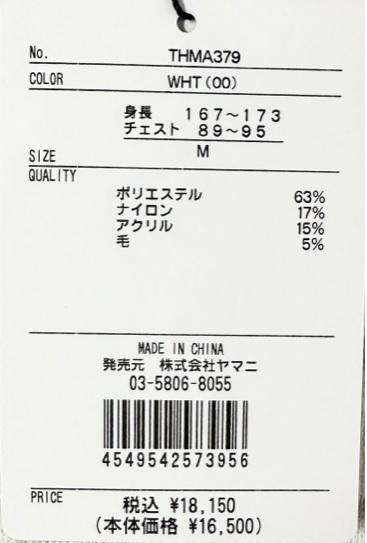 No. THMA379
COLOR WHT(00)
身長 167～173
チェスト 89～95
SIZE M
QUALITY
ポリエステル 63%
ナイロン 17%
アクリル 15%
毛 5%
MADE IN CHINA
発売元 株式会社ヤマニ
03-5806-8055
4549542573956
PRICE 税込 ¥18,150
(本体価格 ¥16,500)